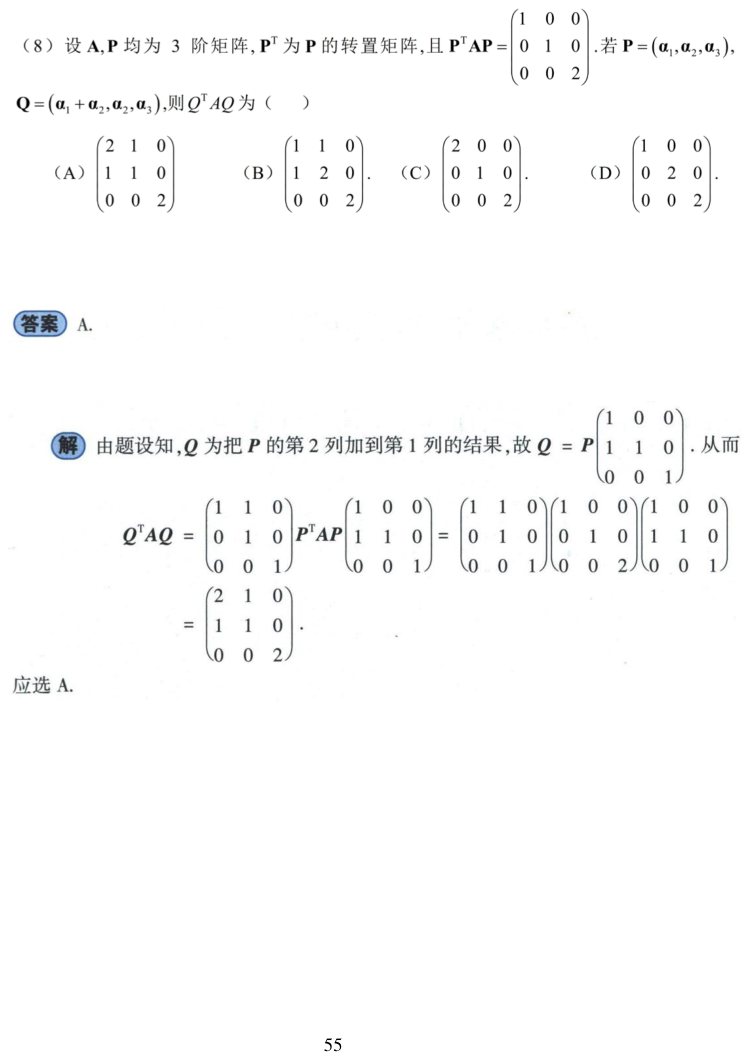 （8）设 A,P 均为 3 阶矩阵, Pᵀ 为 P 的转置矩阵,且 PᵀAP = (1 0 0; 0 1 0; 0 0 2) .若 P = (α₁,α₂,α₃),
Q = (α₁ + α₂,α₂,α₃),则 QᵀAQ 为（ ）
（A） (2 1 0; 1 1 0; 0 0 2) （B） (1 1 0; 1 2 0; 0 0 2) . （C） (2 0 0; 0 1 0; 0 0 2) . （D） (1 0 0; 0 2 0; 0 0 2) .
答案 A.
解 由题设知,Q 为把 P 的第 2 列加到第 1 列的结果,故 Q = P (1 0 0; 1 1 0; 0 0 1) . 从而
QᵀAQ = (1 1 0; 0 1 0; 0 0 1) PᵀAP (1 0 0; 1 1 0; 0 0 1) = (1 1 0; 0 1 0; 0 0 1) (1 0 0; 0 1 0; 0 0 2) (1 0 0; 1 1 0; 0 0 1)
= (2 1 0; 1 1 0; 0 0 2) .
应选 A.
55